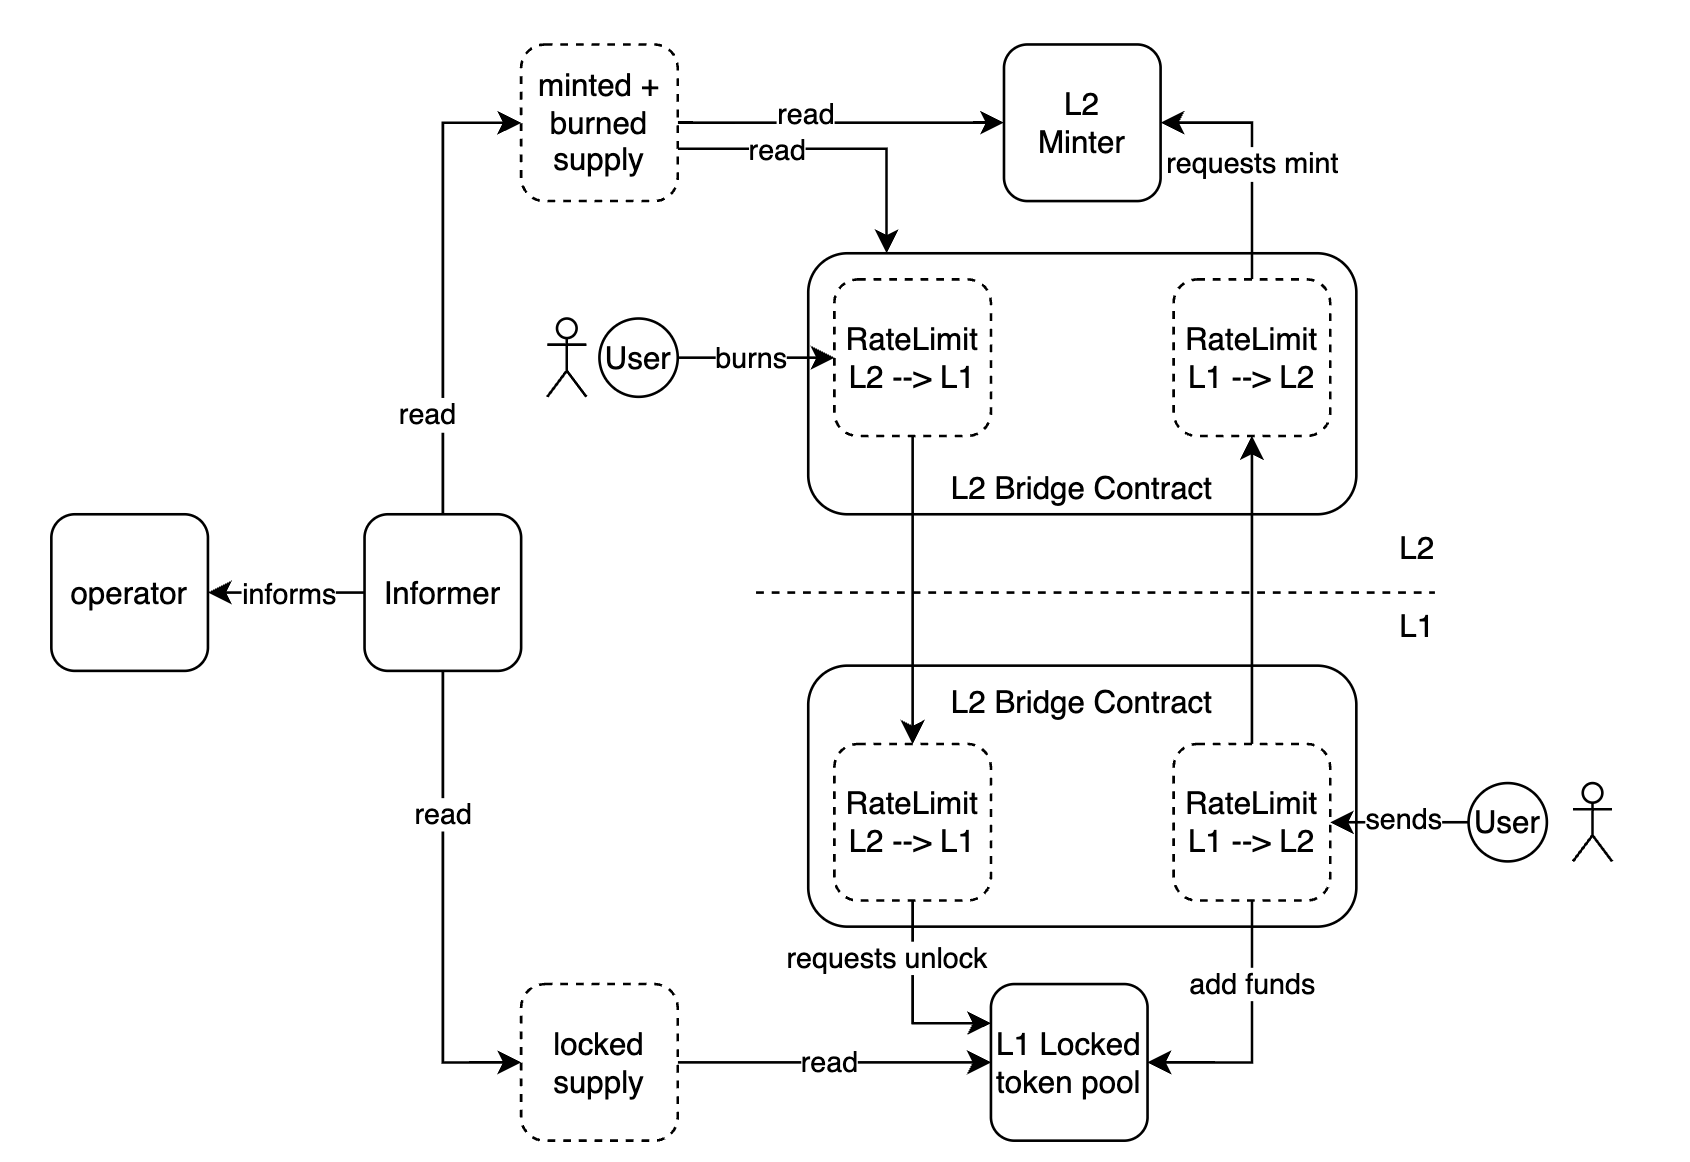 minted +
burned
supply
read
read
L2
Minter
requests mint
User
burns
RateLimit
L2 --> L1
RateLimit
L1 --> L2
L2 Bridge Contract
read
operator
informs
Informer
L2
L1
L2 Bridge Contract
read
RateLimit
L2 --> L1
RateLimit
L1 --> L2
sends
User
requests unlock
add funds
locked
supply
read
L1 Locked
token pool